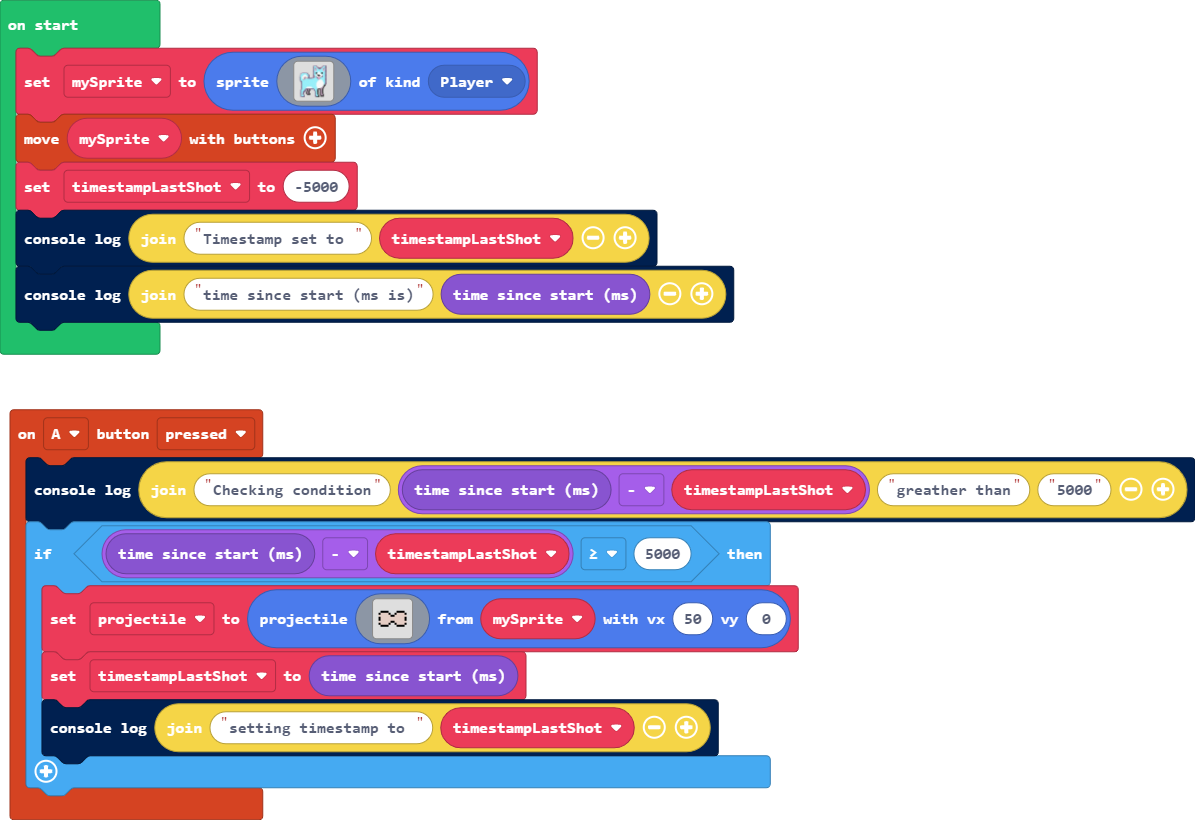 on start
set mySprite to sprite of kind Player
move mySprite with buttons
set timestampLastShot to -5000
console log join "Timestamp set to " timestampLastShot
console log join "time since start (ms is)" time since start (ms)
on A button pressed
console log join "Checking condition" time since start (ms) - timestampLastShot "greather than" "5000"
if time since start (ms) - timestampLastShot ≥ 5000 then
set projectile to projectile from mySprite with vx 50 vy 0
set timestampLastShot to time since start (ms)
console log join "setting timestamp to " timestampLastShot